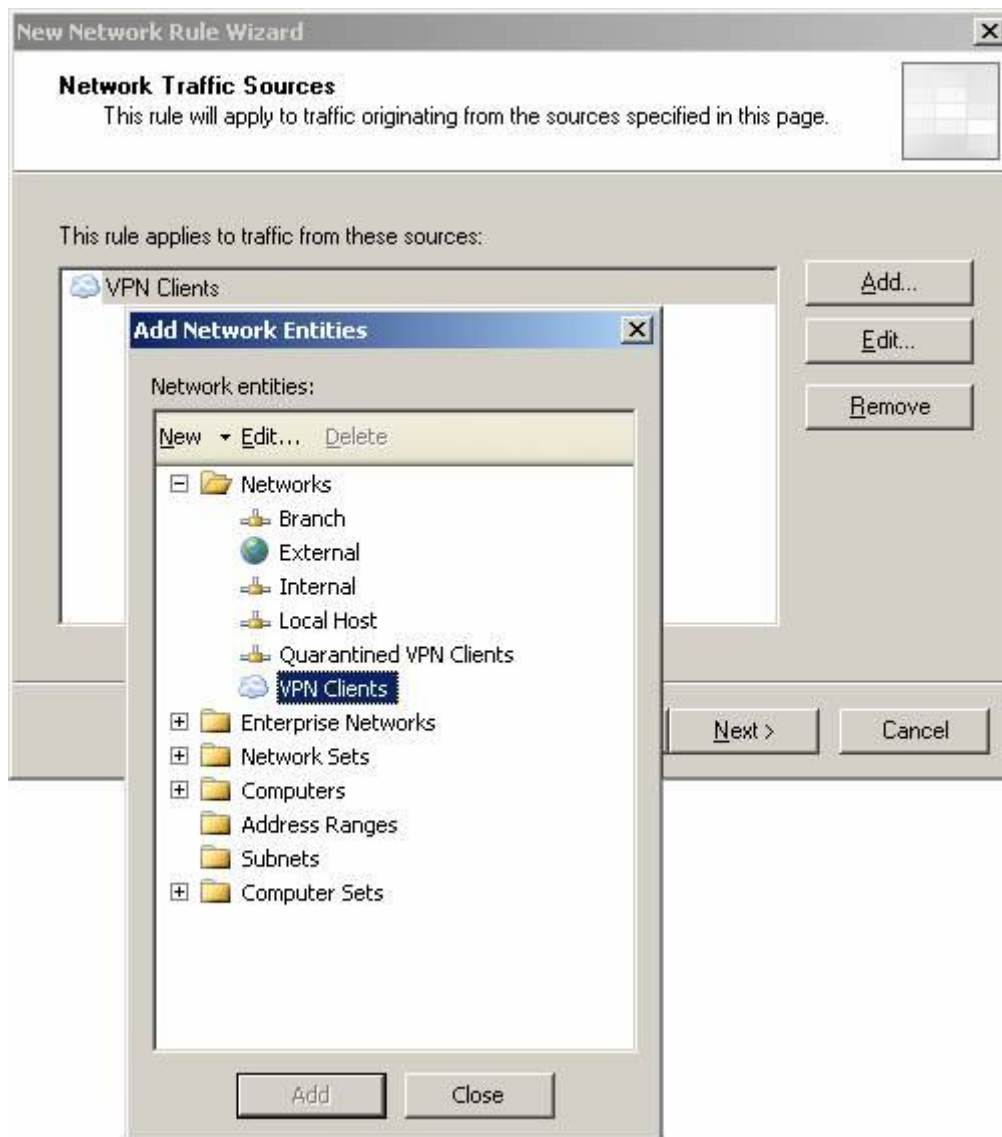 New Network Rule Wizard
Network Traffic Sources
This rule will apply to traffic originating from the sources specified in this page.
This rule applies to traffic from these sources:
VPN Clients
Add...
Edit...
Remove
Add Network Entities
Network entities:
New Edit... Delete
Networks
Branch
External
Internal
Local Host
Quarantined VPN Clients
VPN Clients
Enterprise Networks
Network Sets
Computers
Address Ranges
Subnets
Computer Sets
Add Close
Next > Cancel